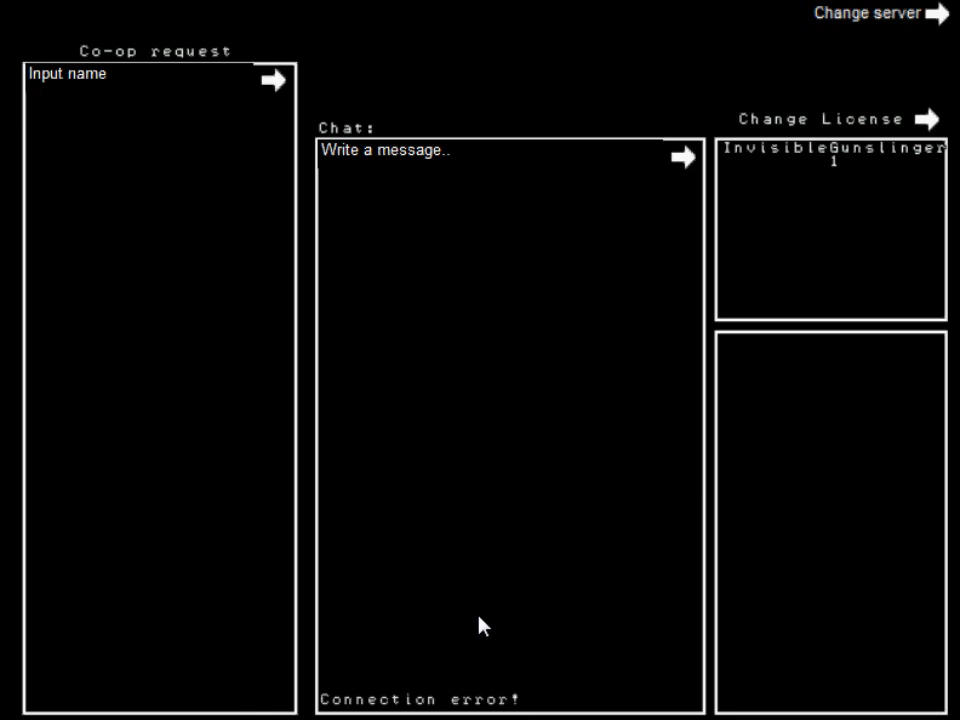 Change server
Co-op request
Input name
Change License
Chat:
Write a message..
InvisibleGunslinger
1
Connection error!